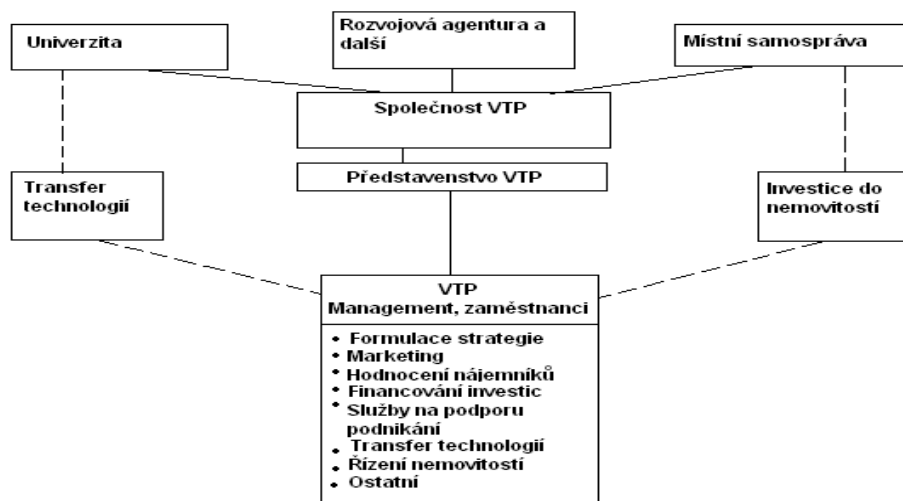 Univerzita
Rozvojová agentura a
další
Místní samospráva
Společnost VTP
Představenstvo VTP
Transfer
technologií
Investice do
nemovitostí
VTP
Management, zaměstnanci
• Formulace strategie
• Marketing
• Hodnocení nájemníků
• Financování investic
• Služby na podporu
podnikání
• Transfer technologií
• Řízení nemovitostí
• Ostatní